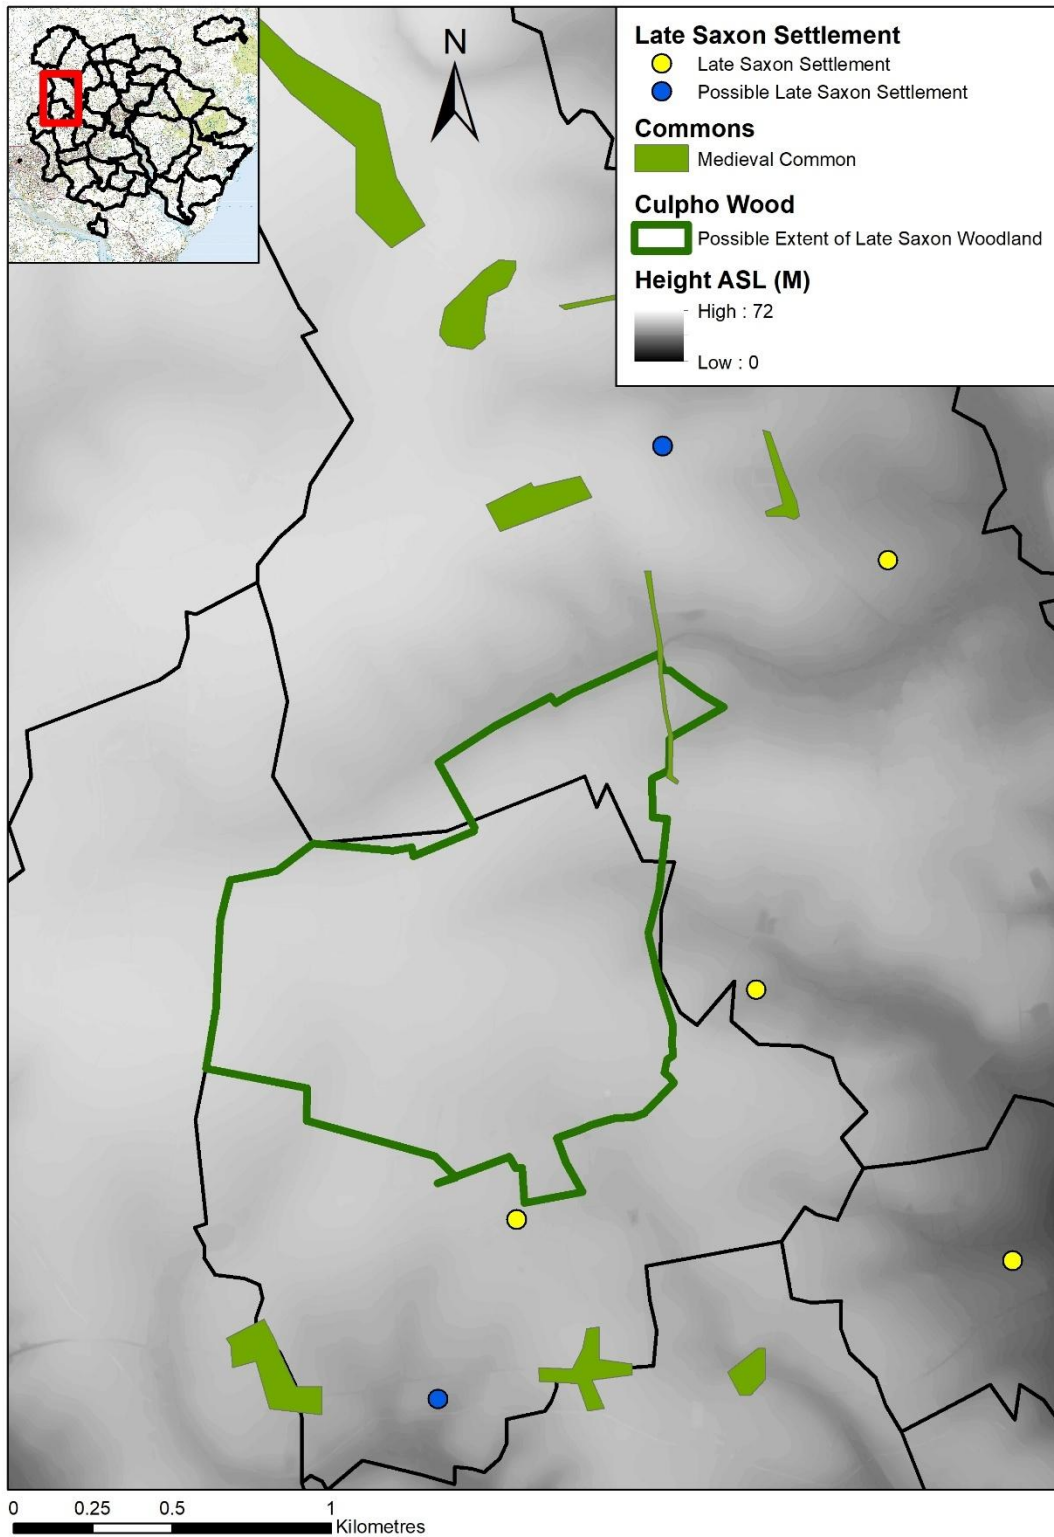 N
Late Saxon Settlement
Late Saxon Settlement
Possible Late Saxon Settlement
Commons
Medieval Common
Culpho Wood
Possible Extent of Late Saxon Woodland
Height ASL (M)
High : 72
Low : 0
0 0.25 0.5 1
Kilometres